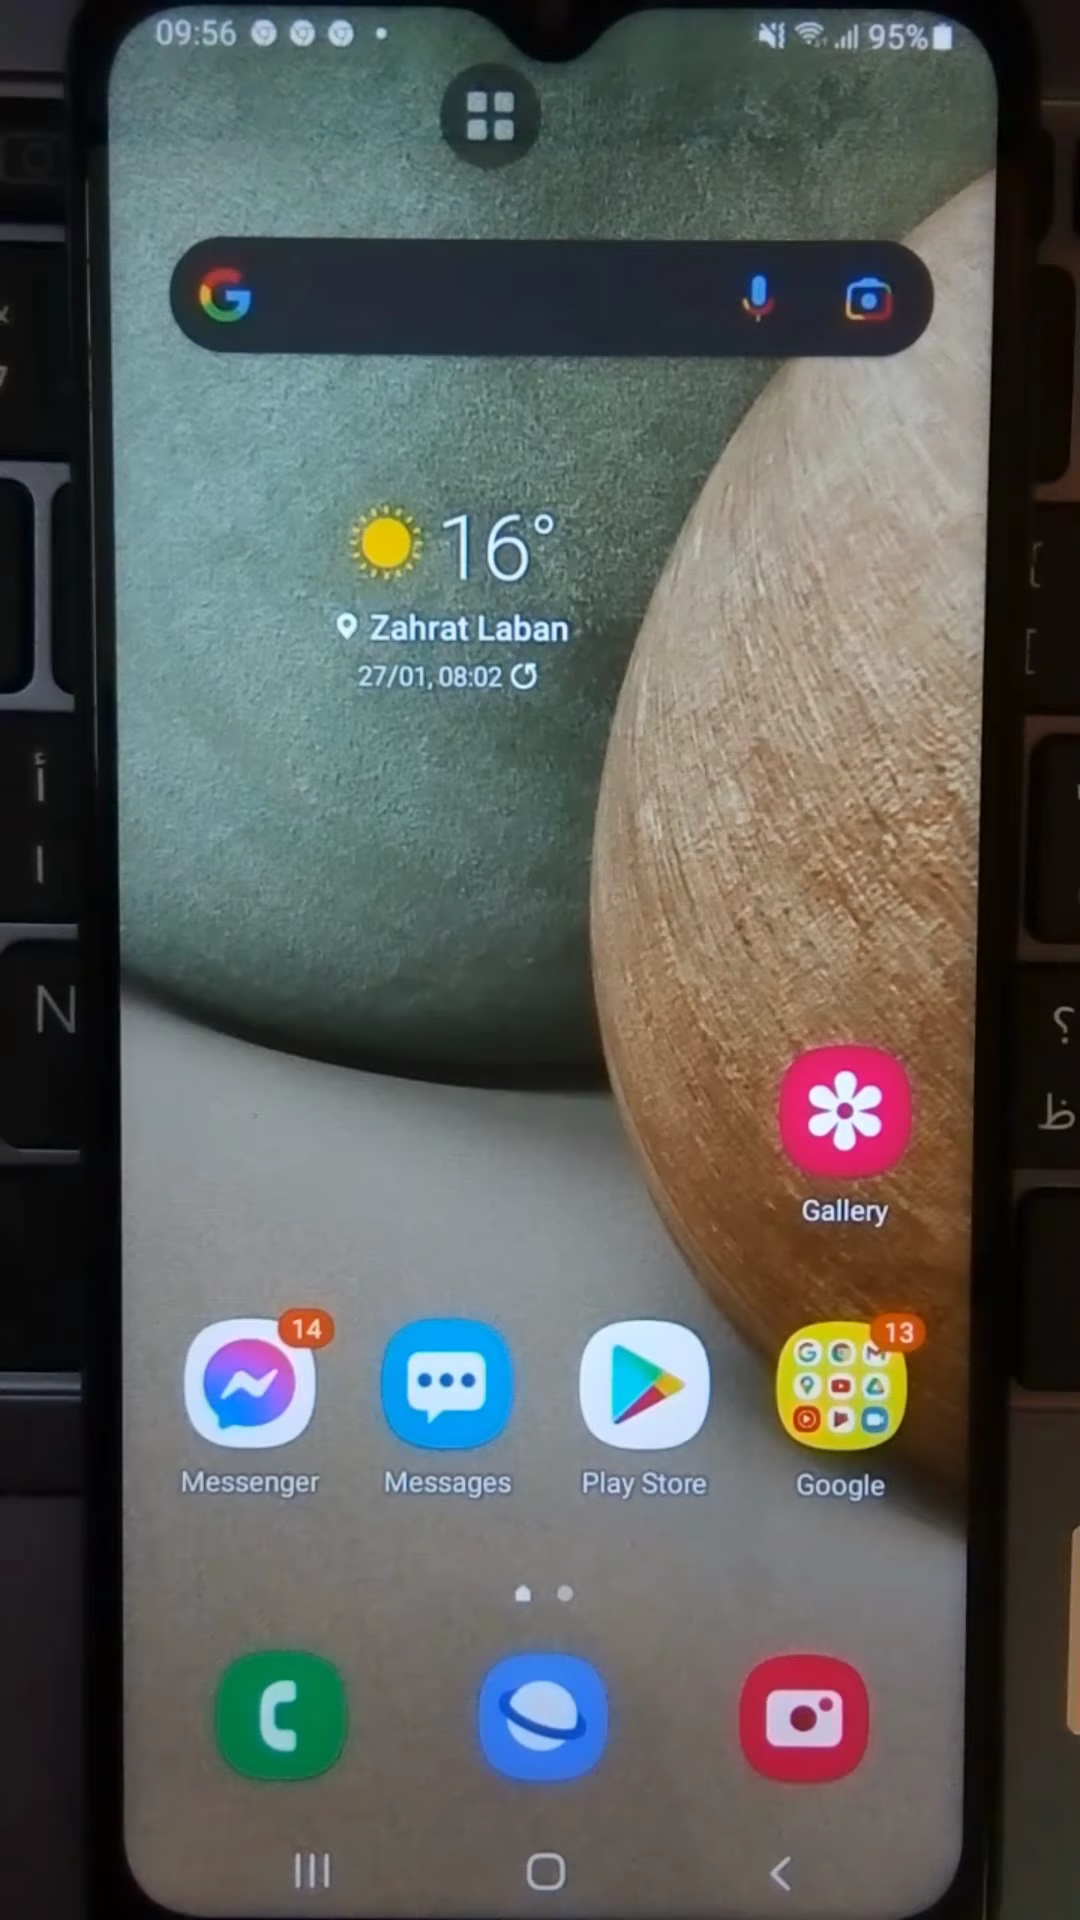 09:56
95%
16°
Zahrat Laban
27/01, 08:02
Gallery
14
13
Messenger
Messages
Play Store
Google
أ
ا
N
؟
ظ
]
[